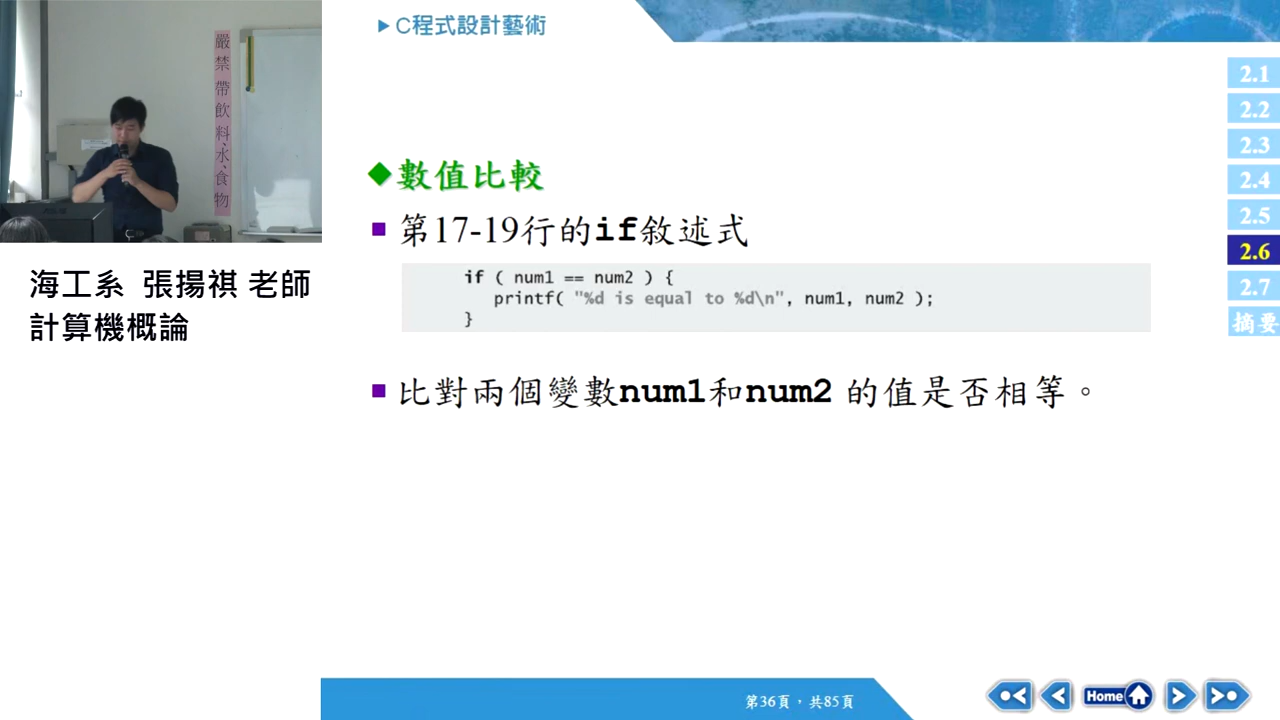 嚴禁帶飲料、水、食物
海工系 張揚祺 老師
計算機概論
C程式設計藝術
數值比較
第17-19行的if敘述式
if ( num1 == num2 ) {
printf( "%d is equal to %d\n", num1, num2 );
}
比對兩個變數num1和num2 的值是否相等。
2.1
2.2
2.3
2.4
2.5
2.6
2.7
摘要
第36頁,共85頁
Home